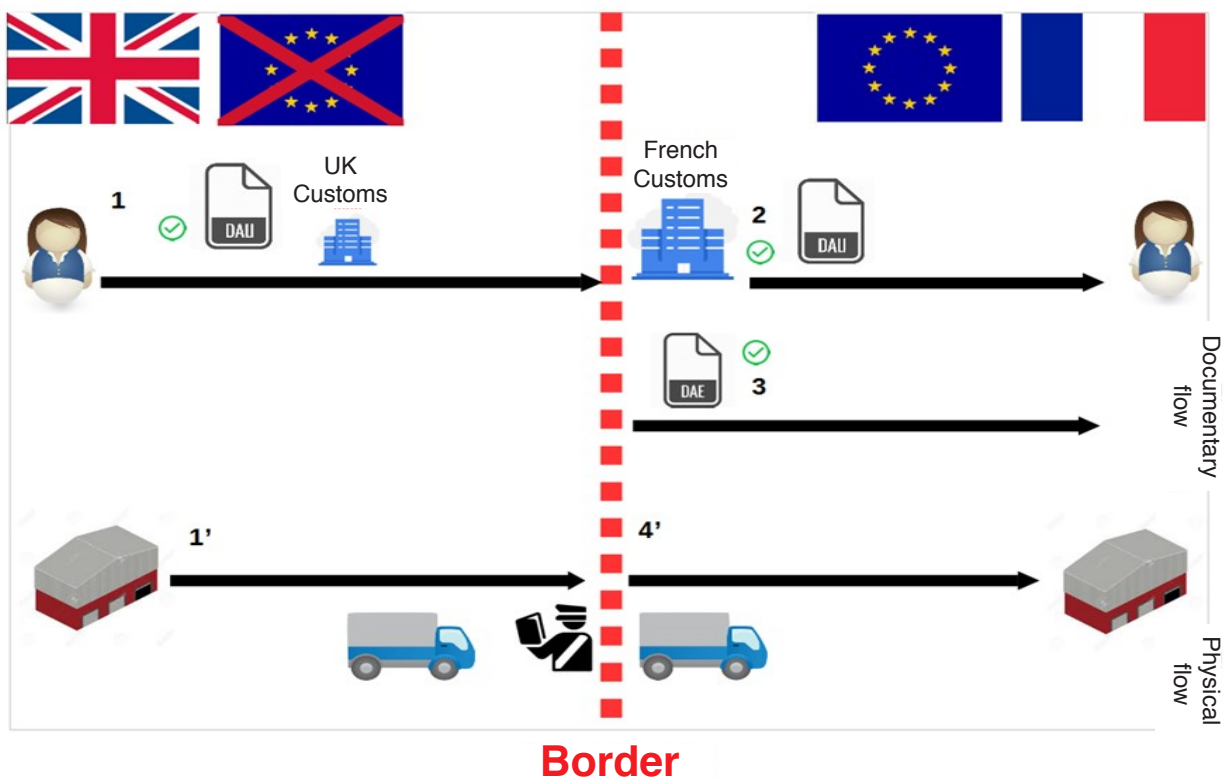 UK
Customs
French
Customs
1
DAU
2
DAU
DAE
3
Documentary
flow
1’
4’
Physical
flow
Border